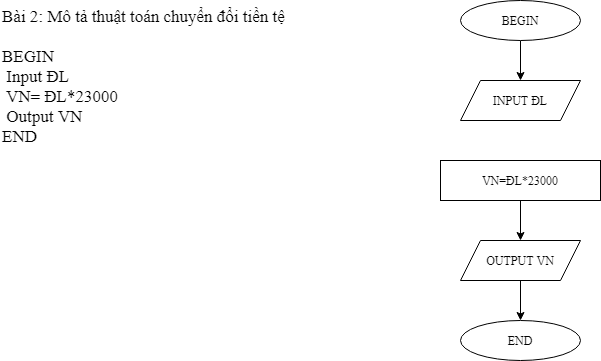 Bài 2: Mô tả thuật toán chuyển đổi tiền tệ
BEGIN
Input ĐL
VN= ĐL*23000
Output VN
END
BEGIN
INPUT ĐL
VN=ĐL*23000
OUTPUT VN
END